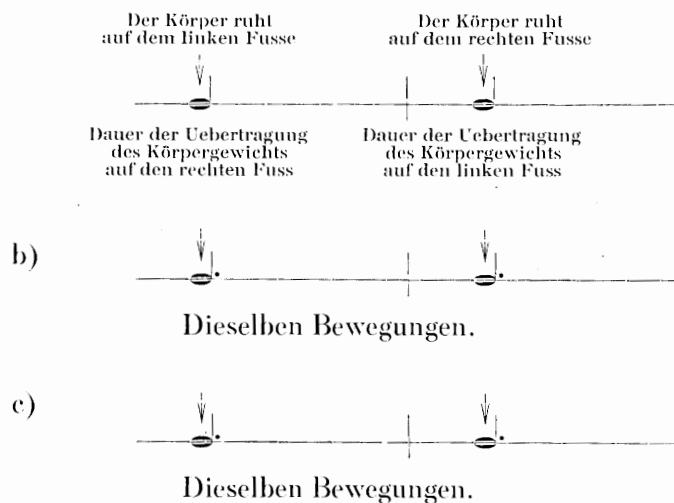 Der Körper ruht
auf dem linken Fusse
Der Körper ruht
auf dem rechten Fusse
Dauer der Uebertragung
des Körpergewichts
auf den rechten Fuss
Dauer der Uebertragung
des Körpergewichts
auf den linken Fuss
b)
Dieselben Bewegungen.
c)
Dieselben Bewegungen.